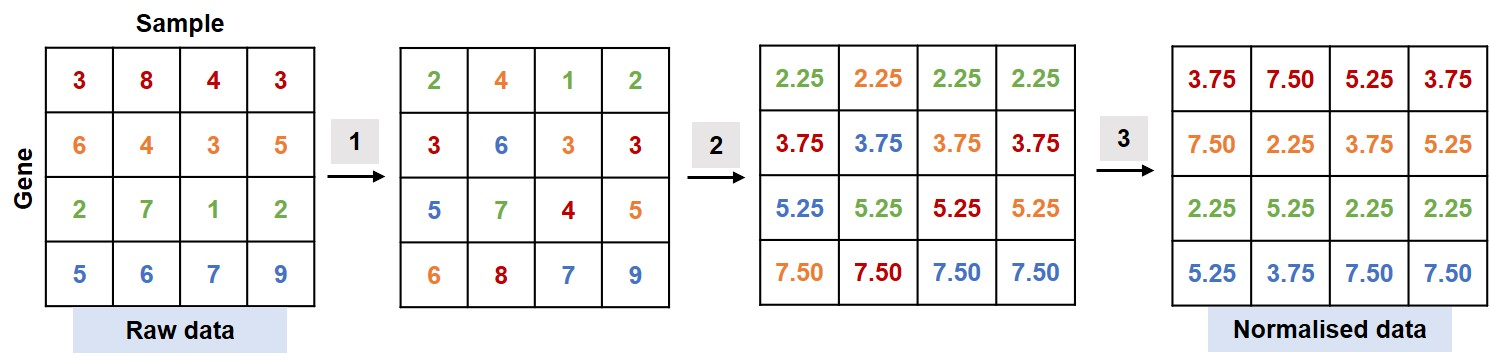 Sample
Gene
3 8 4 3
6 4 3 5
2 7 1 2
5 6 7 9
Raw data
1
2 4 1 2
3 6 3 3
5 7 4 5
6 8 7 9
2
2.25 2.25 2.25 2.25
3.75 3.75 3.75 3.75
5.25 5.25 5.25 5.25
7.50 7.50 7.50 7.50
3
3.75 7.50 5.25 3.75
7.50 2.25 3.75 5.25
2.25 5.25 2.25 2.25
5.25 3.75 7.50 7.50
Normalised data